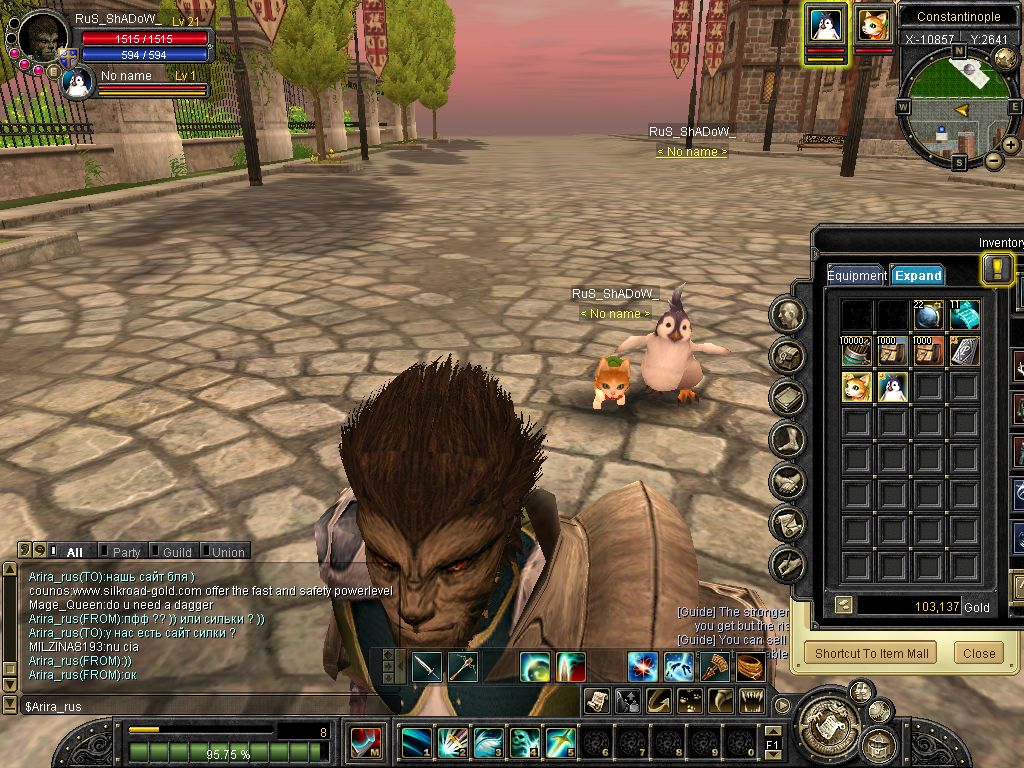 RuS_ShADoW_ Lv 21
1515 / 1515
594 / 594
No name Lv 1
Constantinople
X:-10857 Y:2641
N
W
E
S
RuS_ShADoW_
< No name >
RuS_ShADoW_
< No name >
Inventory
Equipment Expand
22 11
10000 1000 1000
103,137 Gold
Shortcut To Item Mall Close
All Party Guild Union
Arira_rus(TO):нашь сайт бля )
counos:www.silkroad-gold.com offer the fast and safety powerlevel
Mage_Queen:do u need a dagger
Arira_rus(FROM):пфф ?? )) или сильки ? ))
Arira_rus(TO):у нас есть сайт силки ?
MILZINAS193:nu cia
Arira_rus(FROM):))
Arira_rus(FROM):ок
$Arira_rus
[Guide] The stronger
you get but the ris
[Guide] You can sell
8
95.75 %
M 1 2 3 4 5 6 7 8 9 0 F1